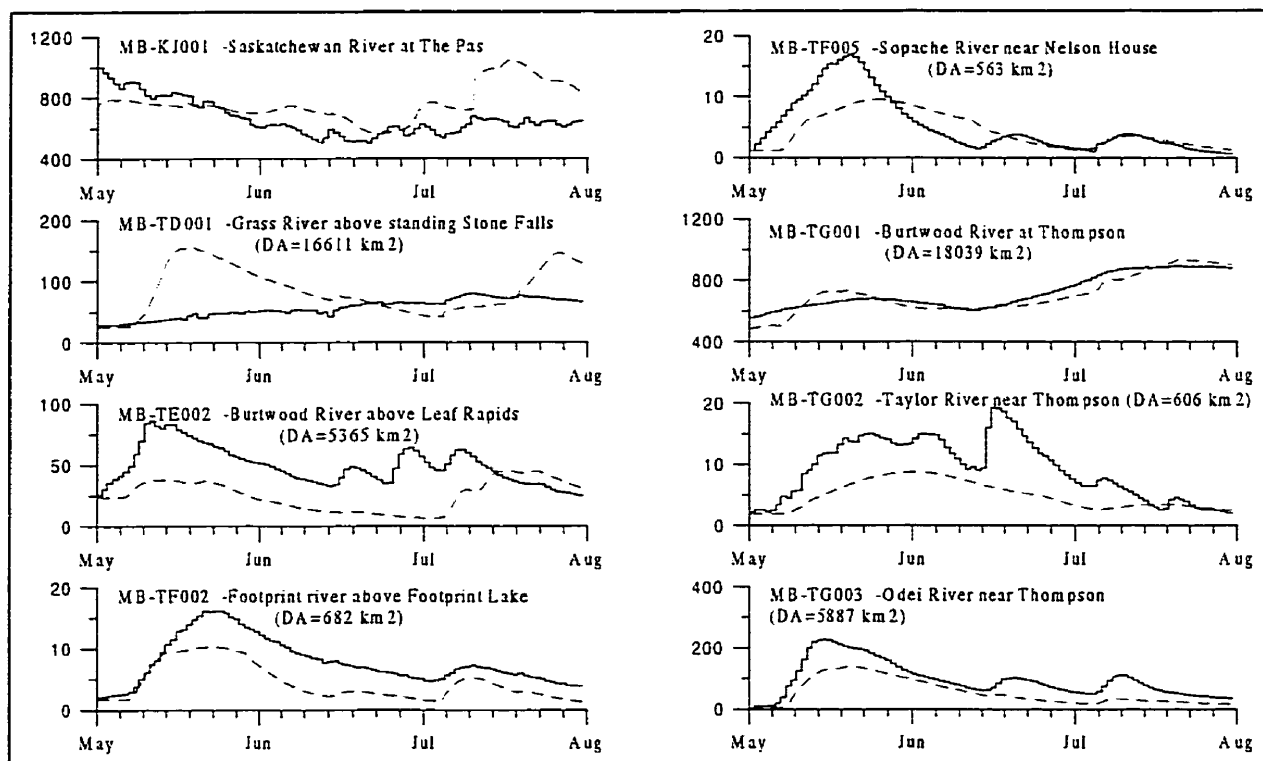 MB-KJ001 -Saskatchewan River at The Pas
1200
800
400
May
Jun
Jul
Aug
MB-TD001 -Grass River above standing Stone Falls
(DA=16611 km2)
200
100
0
May
Jun
Jul
Aug
MB-TE002 -Burtwood River above Leaf Rapids
(DA=5365 km2)
100
50
0
May
Jun
Jul
Aug
MB-TF002 -Footprint river above Footprint Lake
(DA=682 km2)
20
10
0
May
Jun
Jul
Aug
MB-TF005 -Sopache River near Nelson House
(DA=563 km2)
20
10
0
May
Jun
Jul
Aug
MB-TG001 -Burtwood River at Thompson
(DA=18039 km2)
1200
800
400
May
Jun
Jul
Aug
MB-TG002 -Taylor River near Thompson (DA=606 km2)
20
10
0
May
Jun
Jul
Aug
MB-TG003 -Odei River near Thompson
(DA=5887 km2)
400
200
0
May
Jun
Jul
Aug